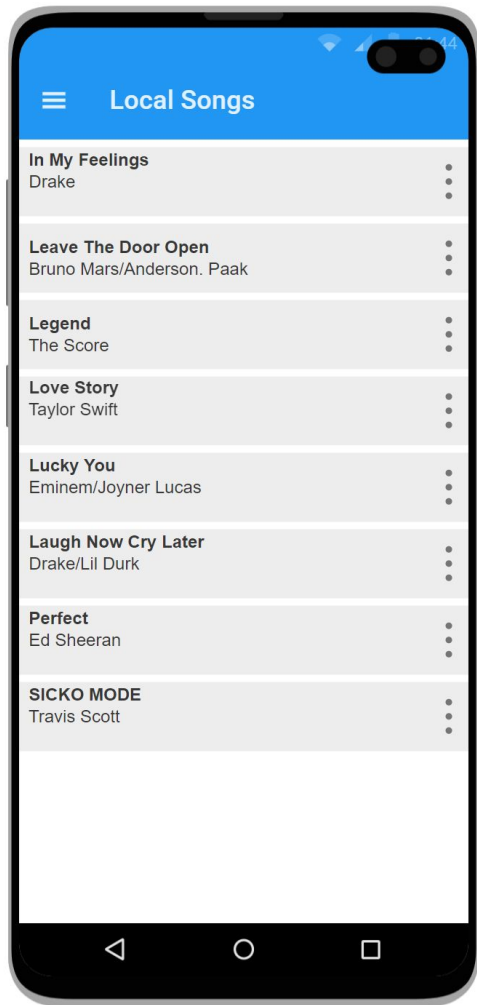 Local Songs
In My Feelings
Drake
Leave The Door Open
Bruno Mars/Anderson. Paak
Legend
The Score
Love Story
Taylor Swift
Lucky You
Eminem/Joyner Lucas
Laugh Now Cry Later
Drake/Lil Durk
Perfect
Ed Sheeran
SICKO MODE
Travis Scott